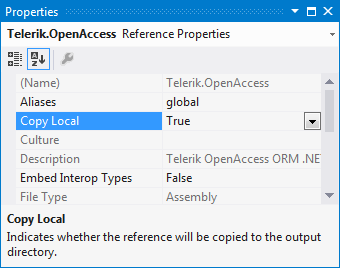 Properties
Telerik.OpenAccess Reference Properties
(Name) Telerik.OpenAccess
Aliases global
Copy Local True
Culture
Description Telerik OpenAccess ORM .NE
Embed Interop Types False
File Type Assembly
Copy Local
Indicates whether the reference will be copied to the output
directory.